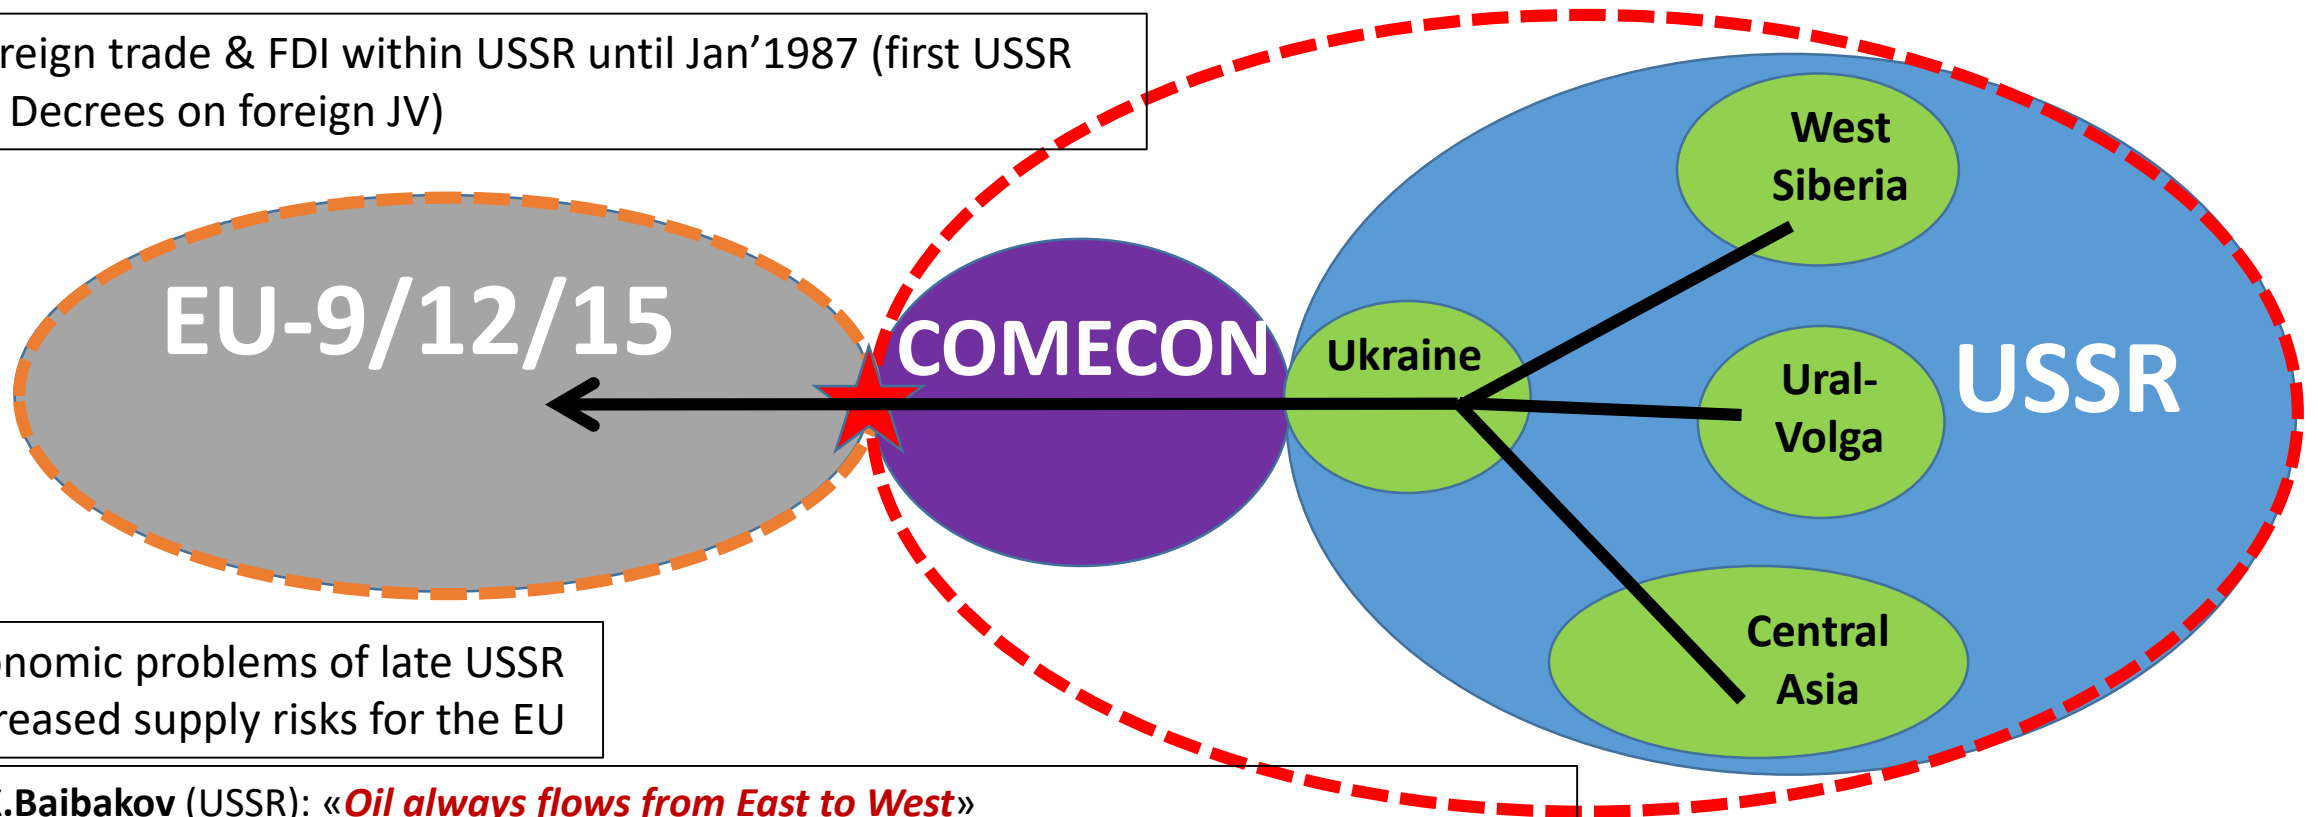 reign trade & FDI within USSR until Jan’1987 (first USSR
Decrees on foreign JV)
West
Siberia
EU-9/12/15
COMECON
Ukraine
Ural-
Volga
USSR
Central
Asia
nomic problems of late USSR
reased supply risks for the EU
.Baibakov (USSR): «Oil always flows from East to West»